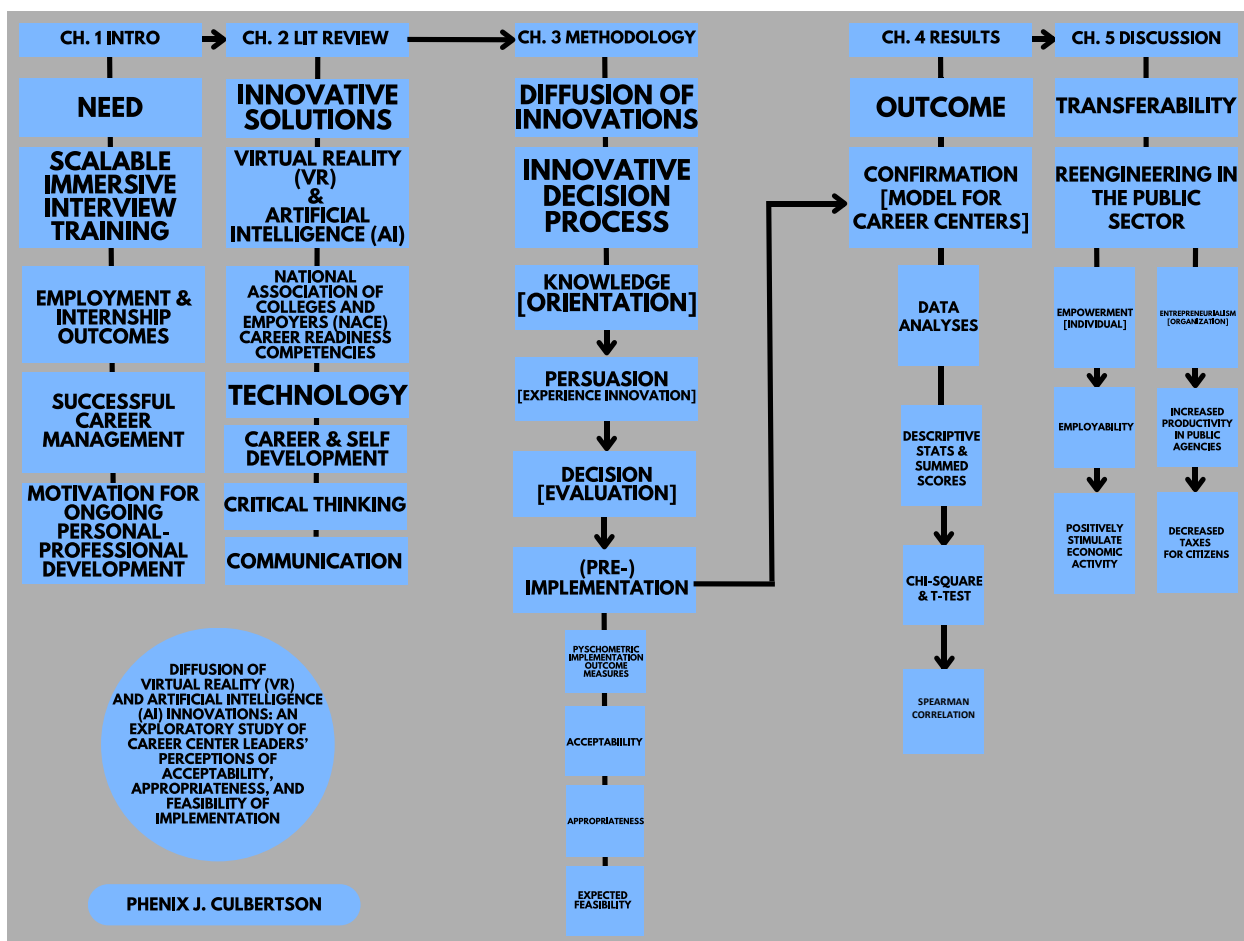 CH. 1 INTRO
NEED
SCALABLE
IMMERSIVE
INTERVIEW
TRAINING
EMPLOYMENT &
INTERNSHIP
OUTCOMES
SUCCESSFUL
CAREER
MANAGEMENT
MOTIVATION FOR
ONGOING
PERSONAL-
PROFESSIONAL
DEVELOPMENT
CH. 2 LIT REVIEW
INNOVATIVE
SOLUTIONS
VIRTUAL REALITY
(VR)
&
ARTIFICIAL
INTELLIGENCE (AI)
NATIONAL
ASSOCIATION OF
COLLEGES AND
EMPOYERS (NACE)
CAREER READINESS
COMPETENCIES
TECHNOLOGY
CAREER & SELF
DEVELOPMENT
CRITICAL THINKING
COMMUNICATION
CH. 3 METHODOLOGY
DIFFUSION OF
INNOVATIONS
INNOVATIVE
DECISION
PROCESS
KNOWLEDGE
[ORIENTATION]
PERSUASION
[EXPERIENCE INNOVATION]
DECISION
[EVALUATION]
(PRE-)
IMPLEMENTATION
PYSCHOMETRIC
IMPLEMENTATION
OUTCOME
MEASURES
ACCEPTABIILITY
APPROPRIATENESS
EXPECTED
FEASIBILITY
CH. 4 RESULTS
OUTCOME
CONFIRMATION
[MODEL FOR
CAREER CENTERS]
DATA
ANALYSES
DESCRIPTIVE
STATS &
SUMMED
SCORES
CHI-SQUARE
& T-TEST
SPEARMAN
CORRELATION
CH. 5 DISCUSSION
TRANSFERABILITY
REENGINEERING IN
THE PUBLIC
SECTOR
EMPOWERMENT
[INDIVIDUAL]
EMPLOYABILITY
POSITIVELY
STIMULATE
ECONOMIC
ACTIVITY
ENTREPRENEURIALISM
[ORGANIZATION]
INCREASED
PRODUCTIVITY
IN PUBLIC
AGENCIES
DECREASED
TAXES
FOR CITIZENS
DIFFUSION OF
VIRTUAL REALITY (VR)
AND ARTIFICIAL INTELLIGENCE
(AI) INNOVATIONS: AN
EXPLORATORY STUDY OF
CAREER CENTER LEADERS'
PERCEPTIONS OF
ACCEPTABILITY,
APPROPRIATENESS, AND
FEASIBILITY OF
IMPLEMENTATION
PHENIX J. CULBERTSON